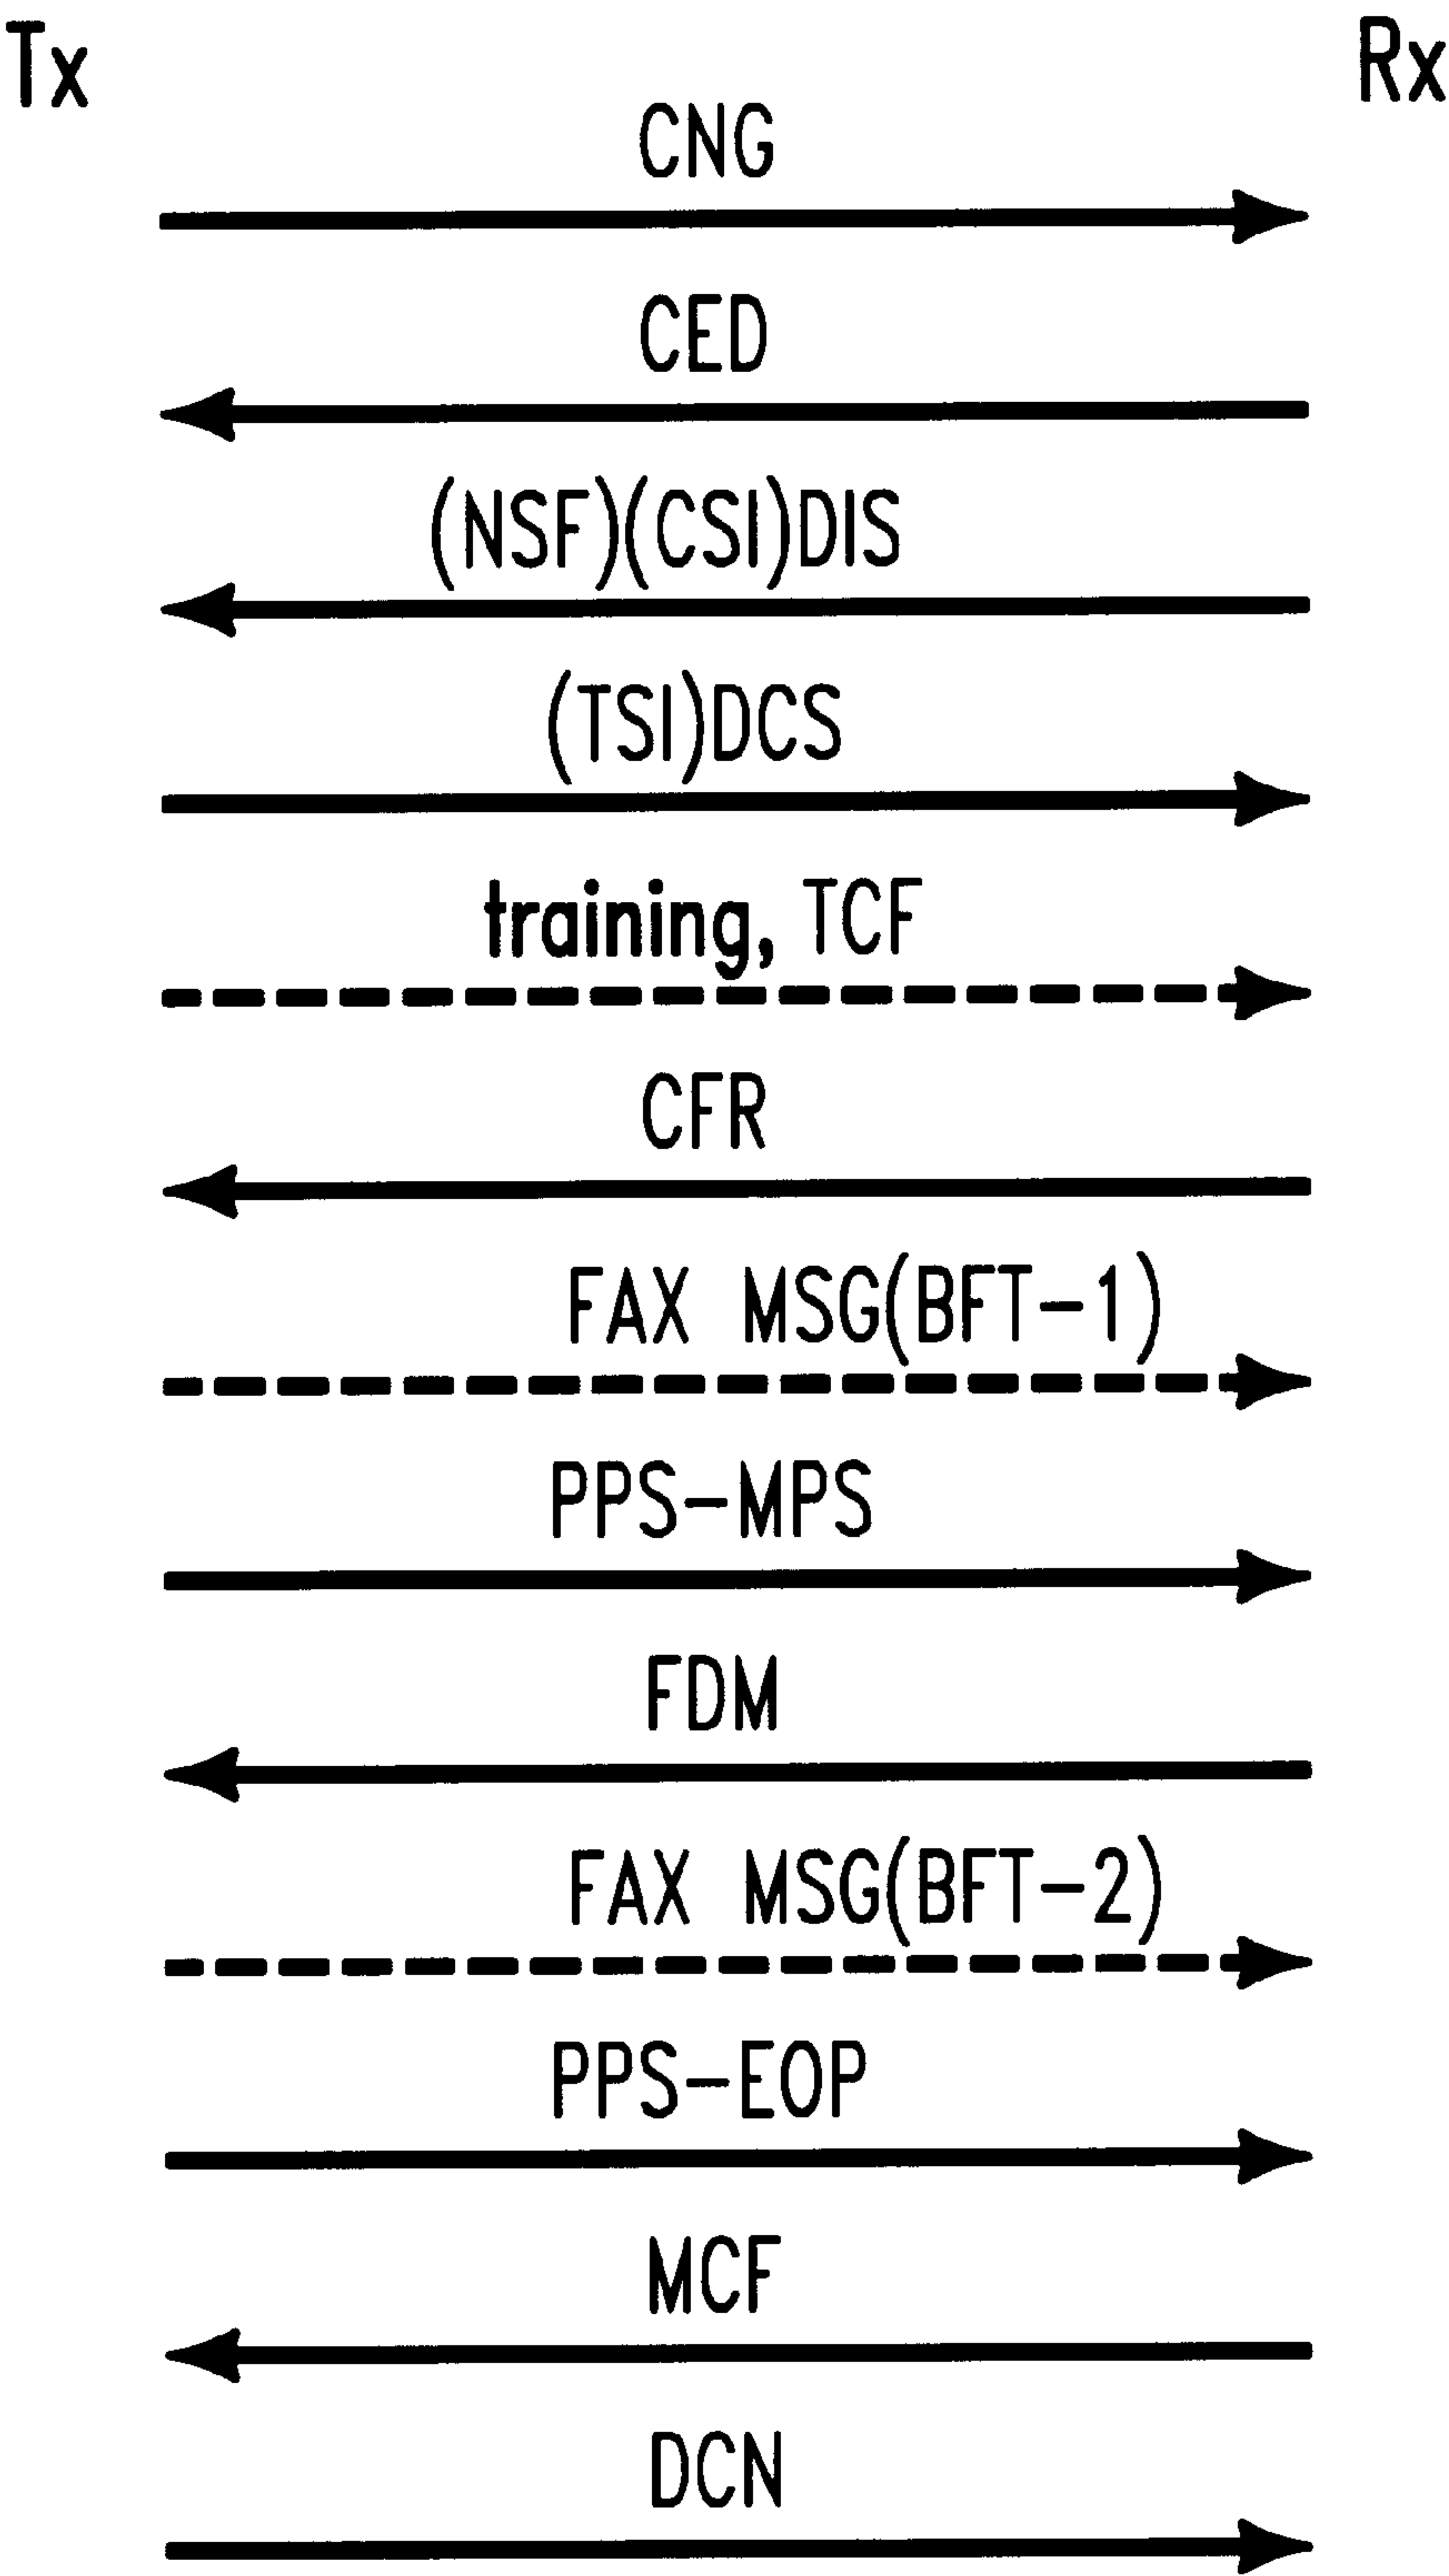 Tx Rx
CNG
CED
(NSF)(CSI)DIS
(TSI)DCS
training, TCF
CFR
FAX MSG(BFT-1)
PPS-MPS
FDM
FAX MSG(BFT-2)
PPS-EOP
MCF
DCN